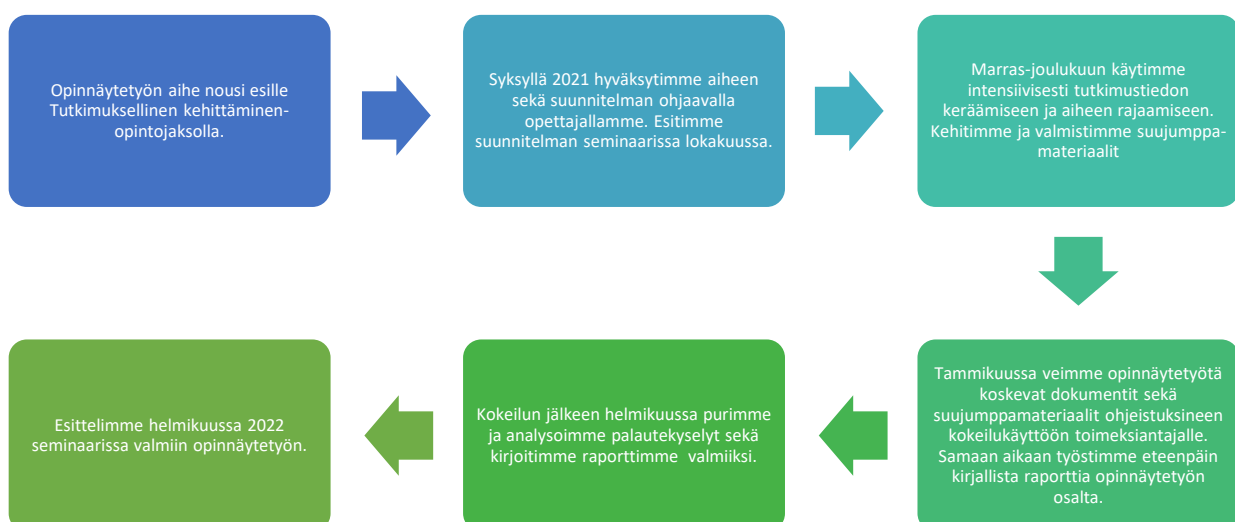 Opinnäytetyön aihe nousi esille
Tutkimuksellinen kehittäminen-
opintojaksolla.
Syksyllä 2021 hyväksytimme aiheen
sekä suunnitelman ohjaavalla
opettajallamme. Esitimme
suunnitelman seminaarissa lokakuussa.
Marras-joulukuun käytimme
intensiivisesti tutkimustiedon
keräämiseen ja aiheen rajaamiseen.
Kehitimme ja valmistimme suujumppa-
materiaalit
Tammikuussa veimme opinnäytetyötä
koskevat dokumentit sekä
suujumppamateriaalit ohjeistuksineen
kokeilukäyttöön toimeksiantajalle.
Samaan aikaan työstimme eteenpäin
kirjallista raporttia opinnäytetyön
osalta.
Kokeilun jälkeen helmikuussa purimme
ja analysoimme palautekyselyt sekä
kirjoitimme raporttimme valmiiksi.
Esittelimme helmikuussa 2022
seminaarissa valmiin opinnäytetyön.